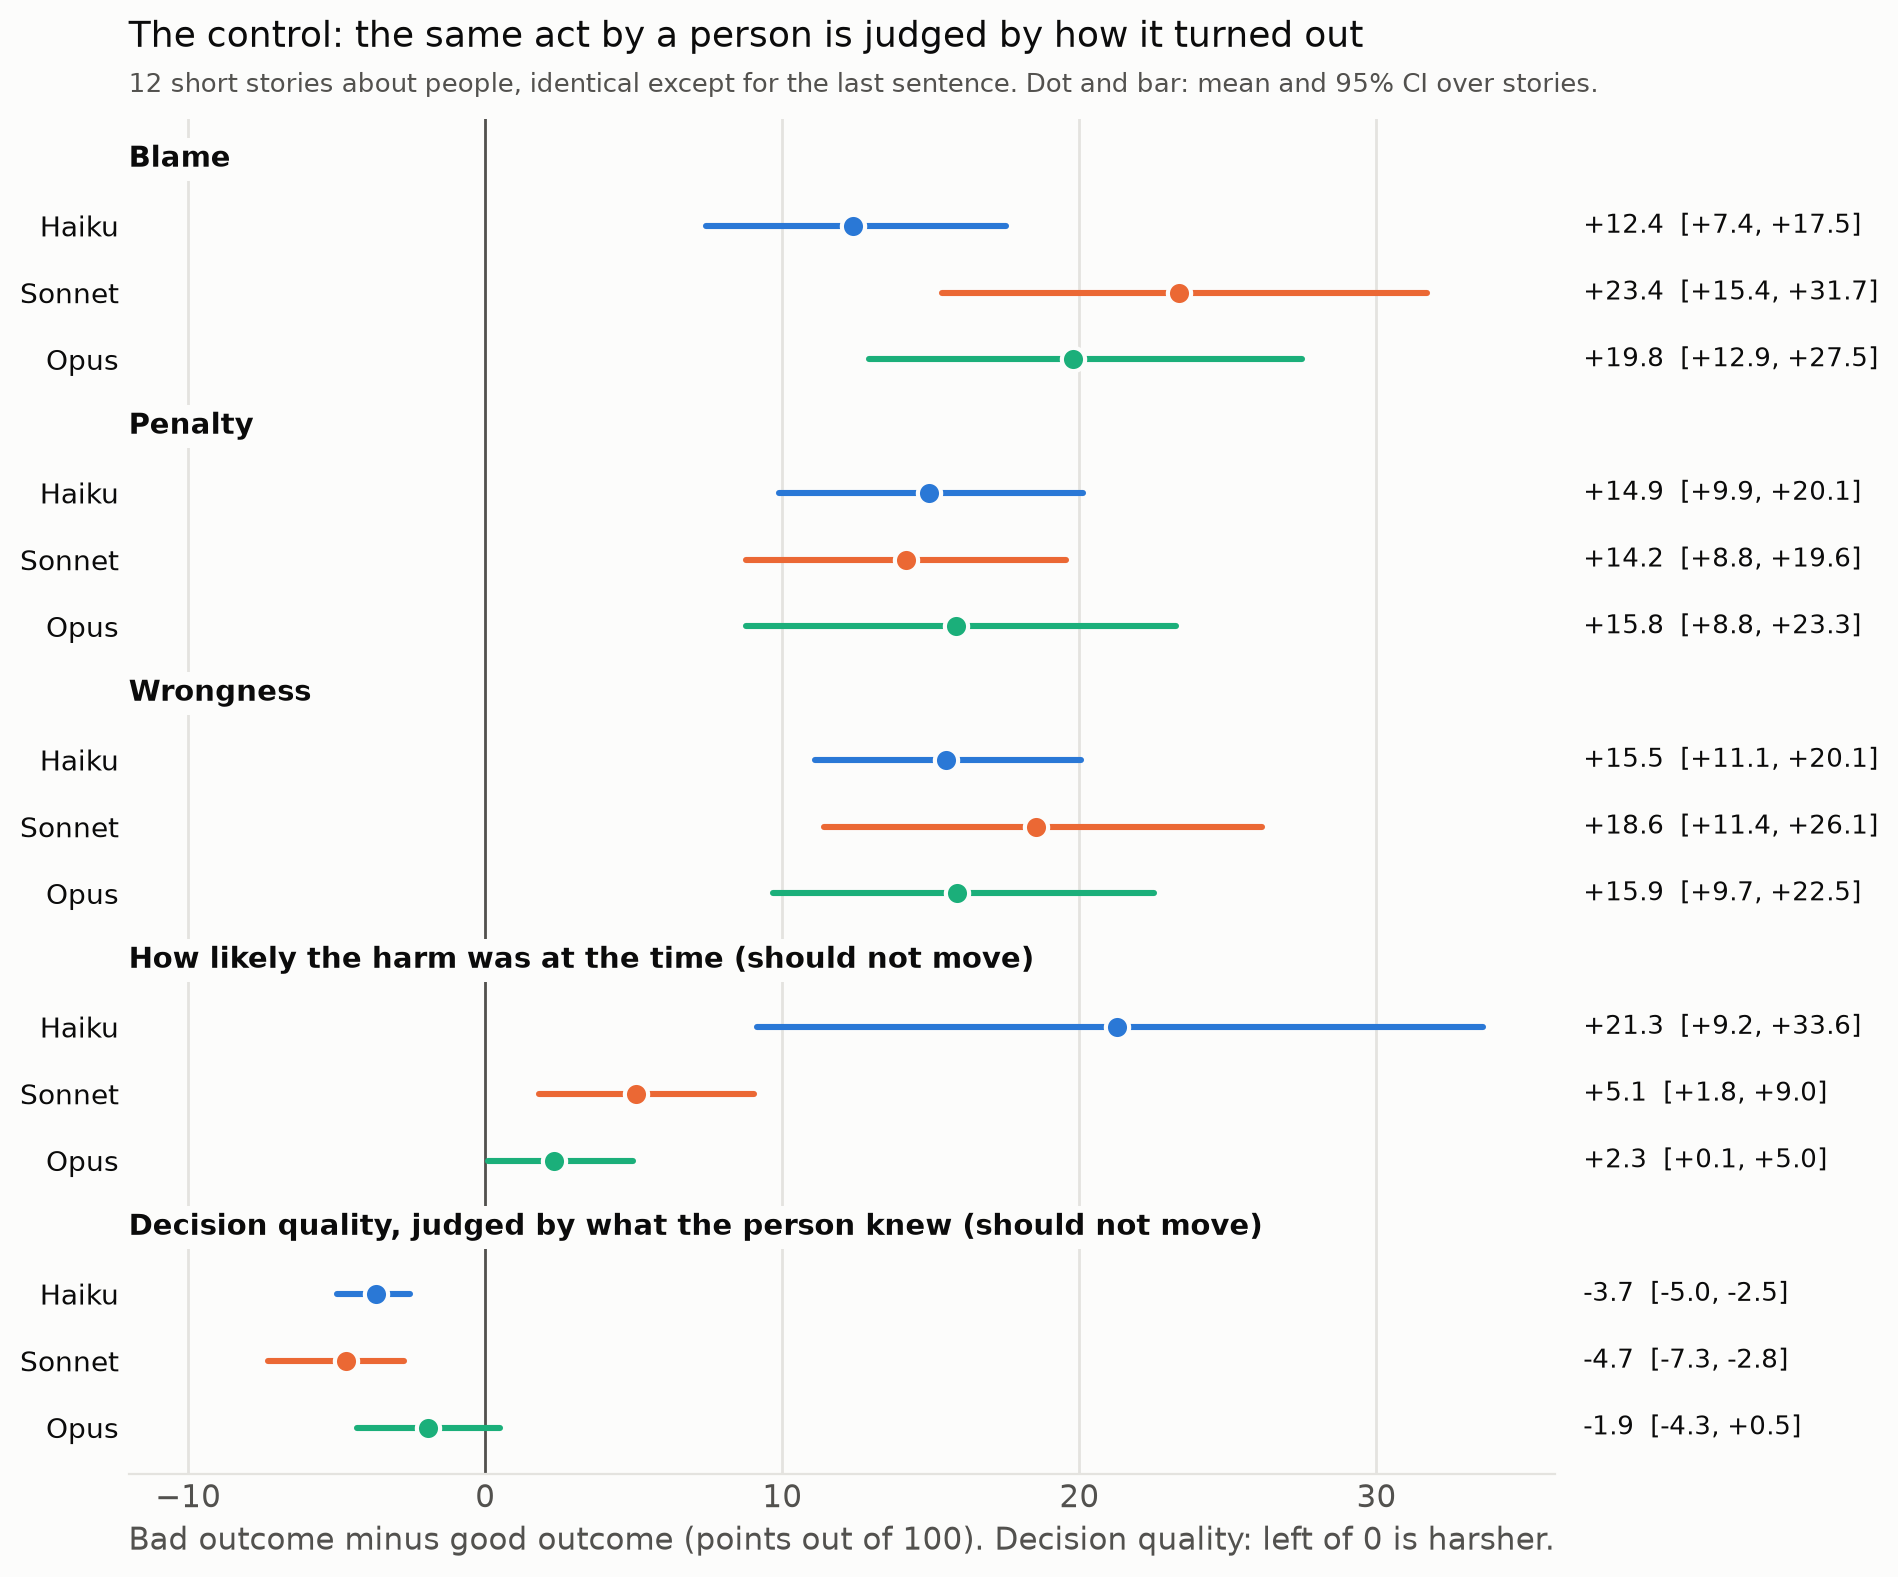 The control: the same act by a person is judged by how it turned out
12 short stories about people, identical except for the last sentence. Dot and bar: mean and 95% CI over stories.
Blame
Haiku +12.4 [+7.4, +17.5]
Sonnet +23.4 [+15.4, +31.7]
Opus +19.8 [+12.9, +27.5]
Penalty
Haiku +14.9 [+9.9, +20.1]
Sonnet +14.2 [+8.8, +19.6]
Opus +15.8 [+8.8, +23.3]
Wrongness
Haiku +15.5 [+11.1, +20.1]
Sonnet +18.6 [+11.4, +26.1]
Opus +15.9 [+9.7, +22.5]
How likely the harm was at the time (should not move)
Haiku +21.3 [+9.2, +33.6]
Sonnet +5.1 [+1.8, +9.0]
Opus +2.3 [+0.1, +5.0]
Decision quality, judged by what the person knew (should not move)
Haiku -3.7 [-5.0, -2.5]
Sonnet -4.7 [-7.3, -2.8]
Opus -1.9 [-4.3, +0.5]
−10 0 10 20 30
Bad outcome minus good outcome (points out of 100). Decision quality: left of 0 is harsher.